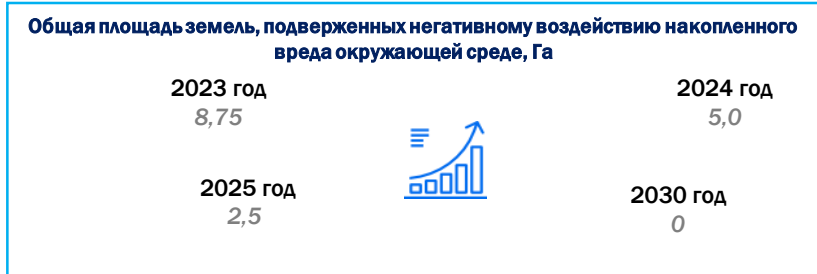 Общая площадь земель, подверженных негативному воздействию накопленного
вреда окружающей среде, Га
2023 год
8,75
2024 год
5,0
2025 год
2,5
2030 год
0